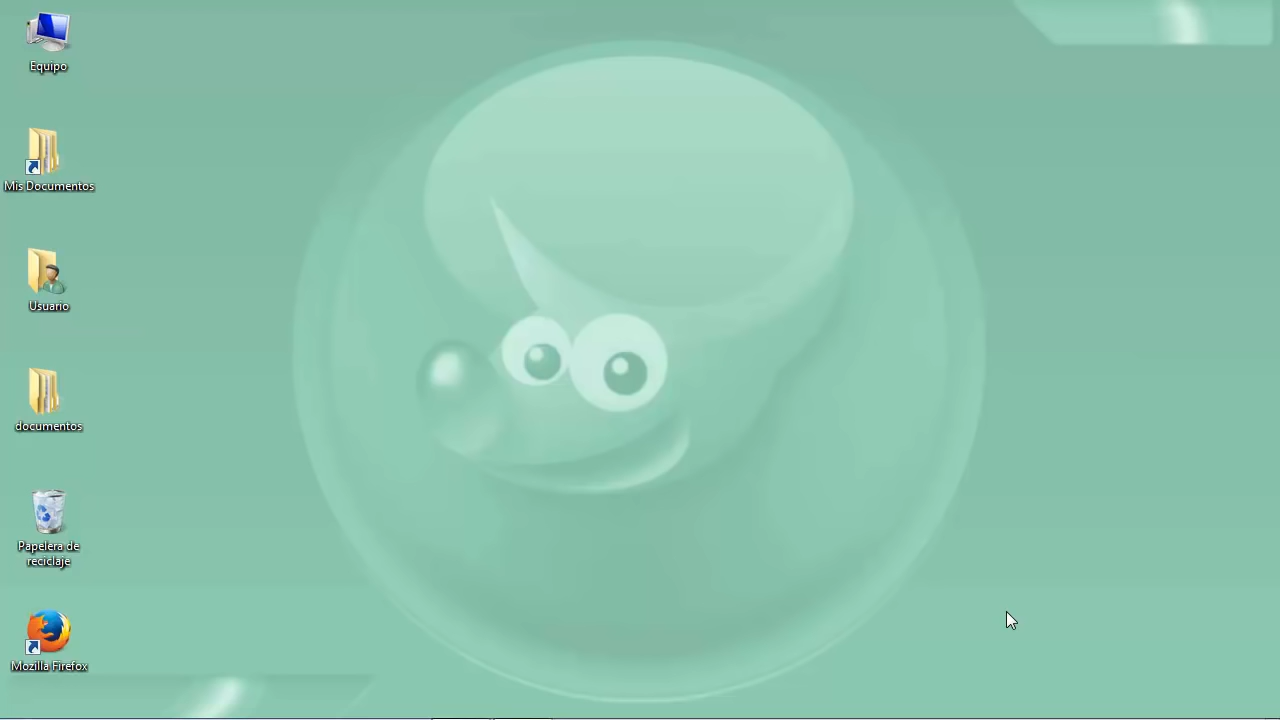 Equipo
Mis Documentos
Usuario
documentos
Papelera de
reciclaje
Mozilla Firefox